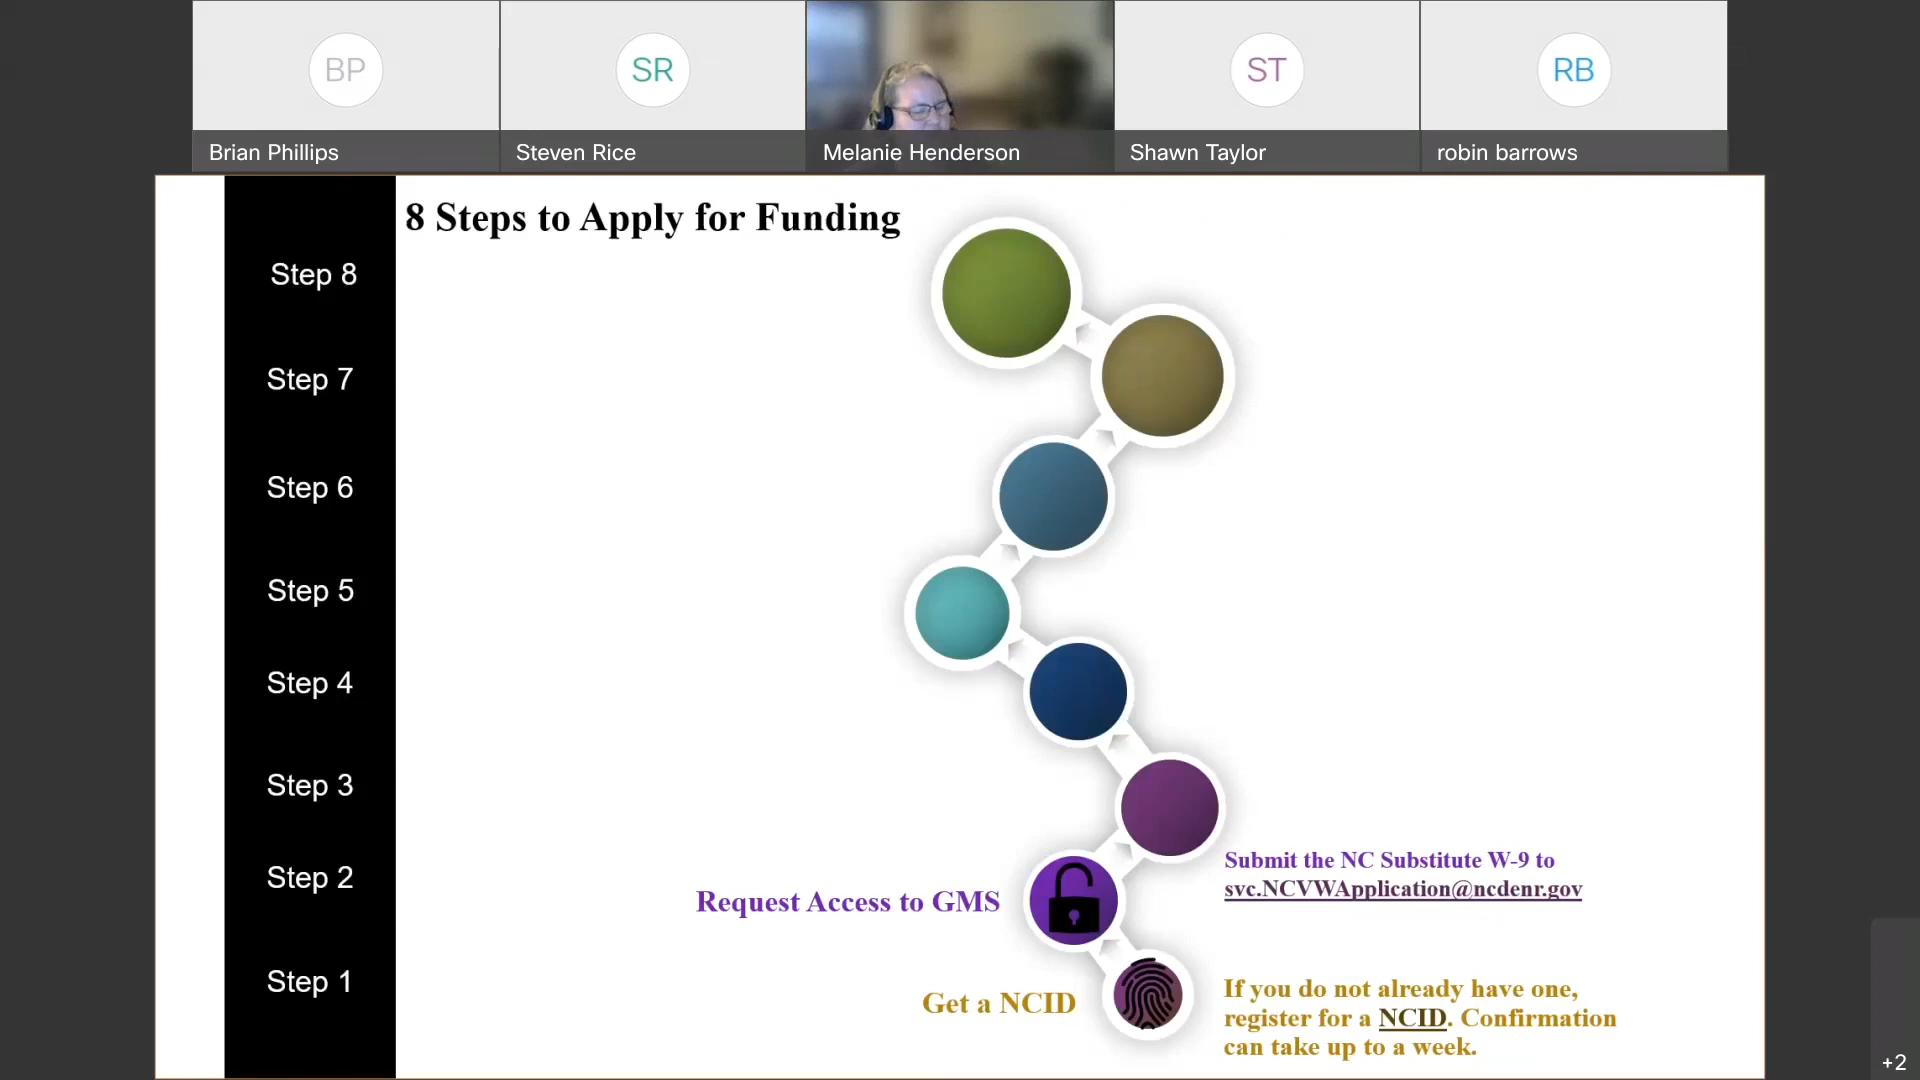 BP
SR
ST
RB
Brian Phillips
Steven Rice
Melanie Henderson
Shawn Taylor
robin barrows
8 Steps to Apply for Funding
Step 8
Step 7
Step 6
Step 5
Step 4
Step 3
Step 2
Step 1
Request Access to GMS
Submit the NC Substitute W-9 to
svc.NCVWApplication@ncdenr.gov
Get a NCID
If you do not already have one,
register for a NCID. Confirmation
can take up to a week.
+2